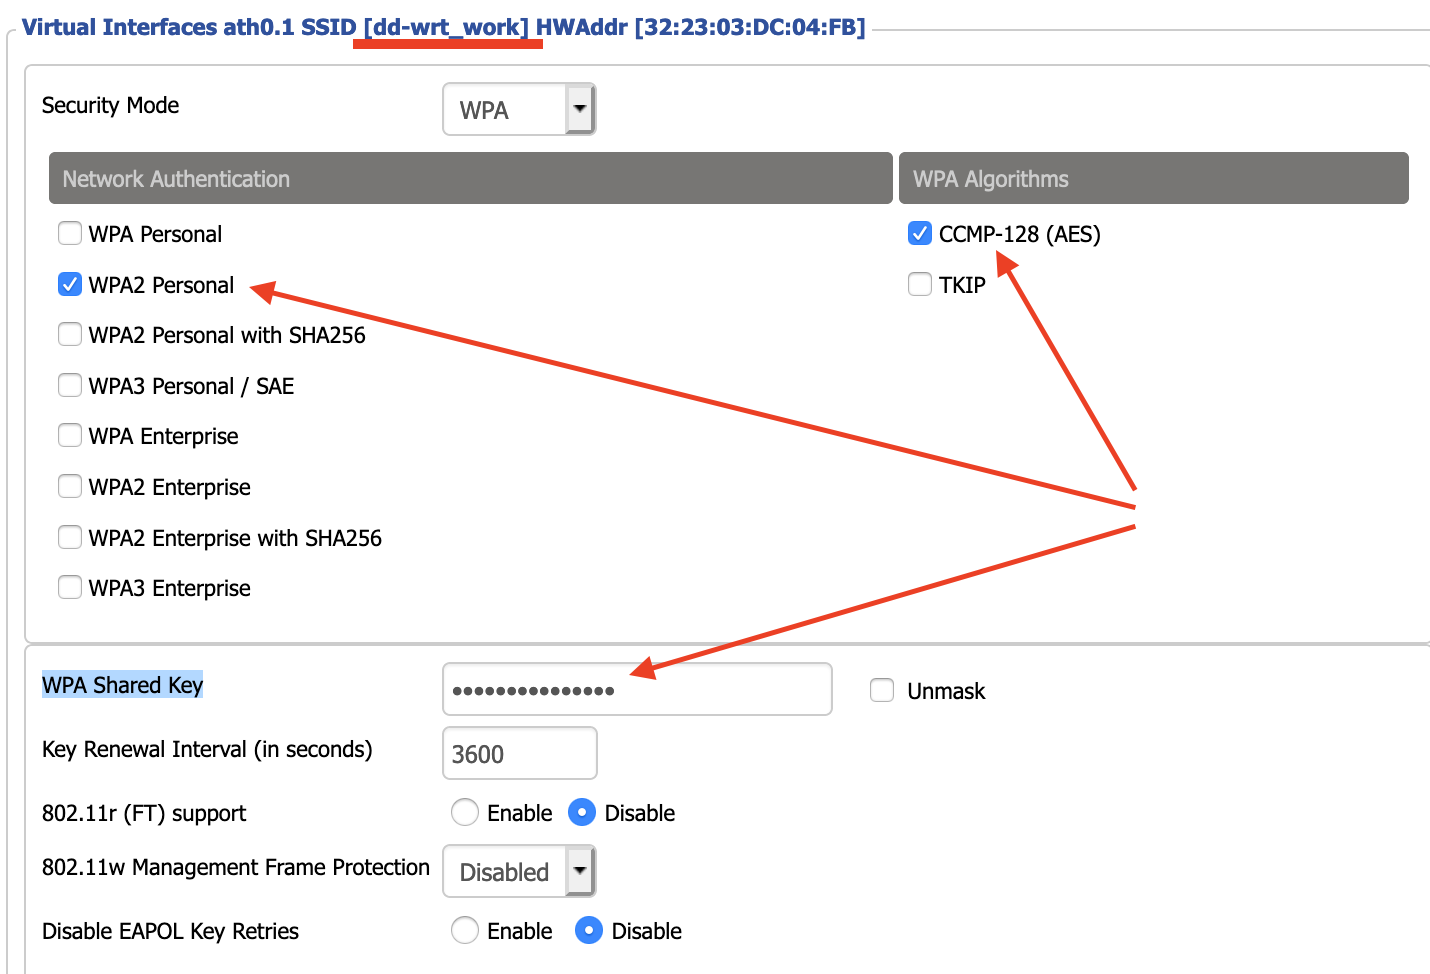 Virtual Interfaces ath0.1 SSID [dd-wrt_work] HWAddr [32:23:03:DC:04:FB]
Security Mode WPA
Network Authentication WPA Algorithms
WPA Personal CCMP-128 (AES)
WPA2 Personal TKIP
WPA2 Personal with SHA256
WPA3 Personal / SAE
WPA Enterprise
WPA2 Enterprise
WPA2 Enterprise with SHA256
WPA3 Enterprise
WPA Shared Key ••••••••••••••• Unmask
Key Renewal Interval (in seconds) 3600
802.11r (FT) support Enable Disable
802.11w Management Frame Protection Disabled
Disable EAPOL Key Retries Enable Disable